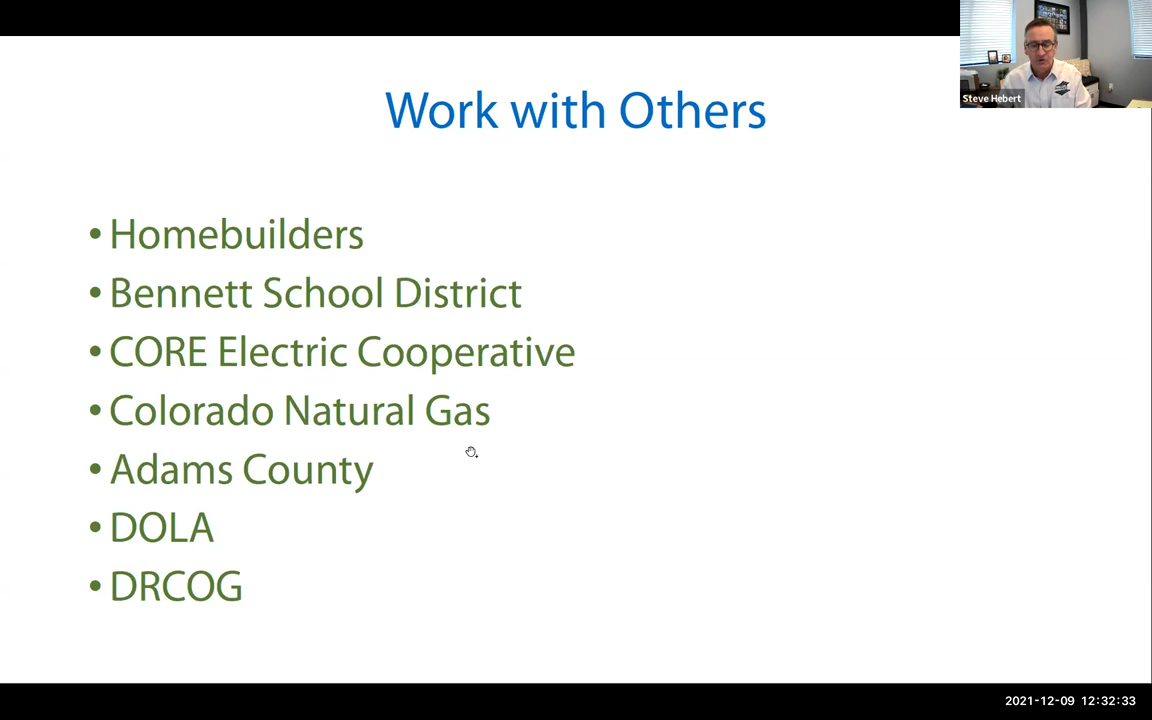 Work with Others
Steve Hebert
• Homebuilders
• Bennett School District
• CORE Electric Cooperative
• Colorado Natural Gas
• Adams County
• DOLA
• DRCOG
2021-12-09 12:32:33